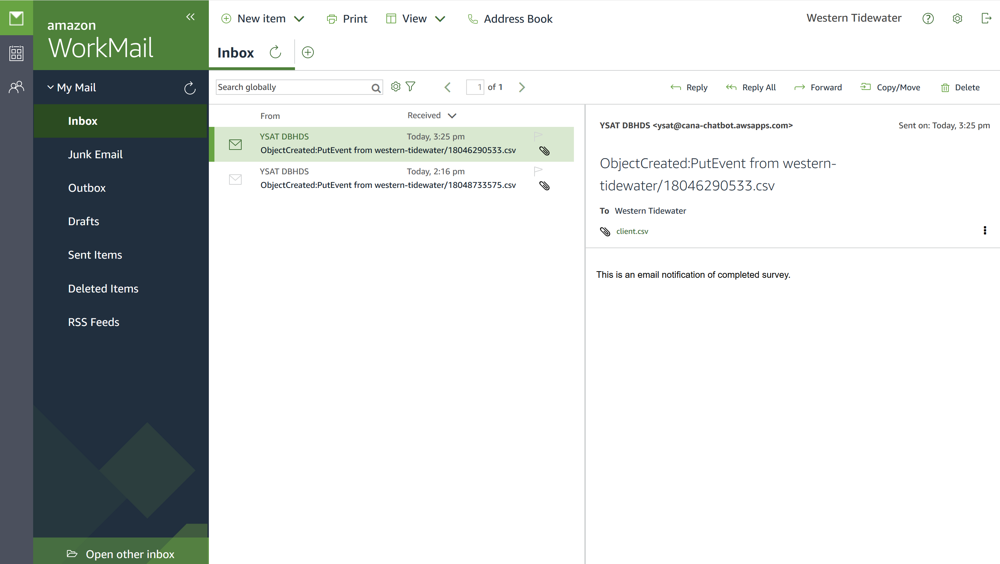 amazon
WorkMail
New item
Print
View
Address Book
Western Tidewater
Inbox
My Mail
Search globally
1 of 1
Reply
Reply All
Forward
Copy/Move
Delete
Inbox
Junk Email
Outbox
Drafts
Sent Items
Deleted Items
RSS Feeds
Open other inbox
From Received
YSAT DBHDS Today, 3:25 pm
ObjectCreated:PutEvent from western-tidewater/18046290533.csv
YSAT DBHDS Today, 2:16 pm
ObjectCreated:PutEvent from western-tidewater/18048733575.csv
YSAT DBHDS <ysat@cana-chatbot.awsapps.com> Sent on: Today, 3:25 pm
ObjectCreated:PutEvent from western-
tidewater/18046290533.csv
To Western Tidewater
client.csv
This is an email notification of completed survey.